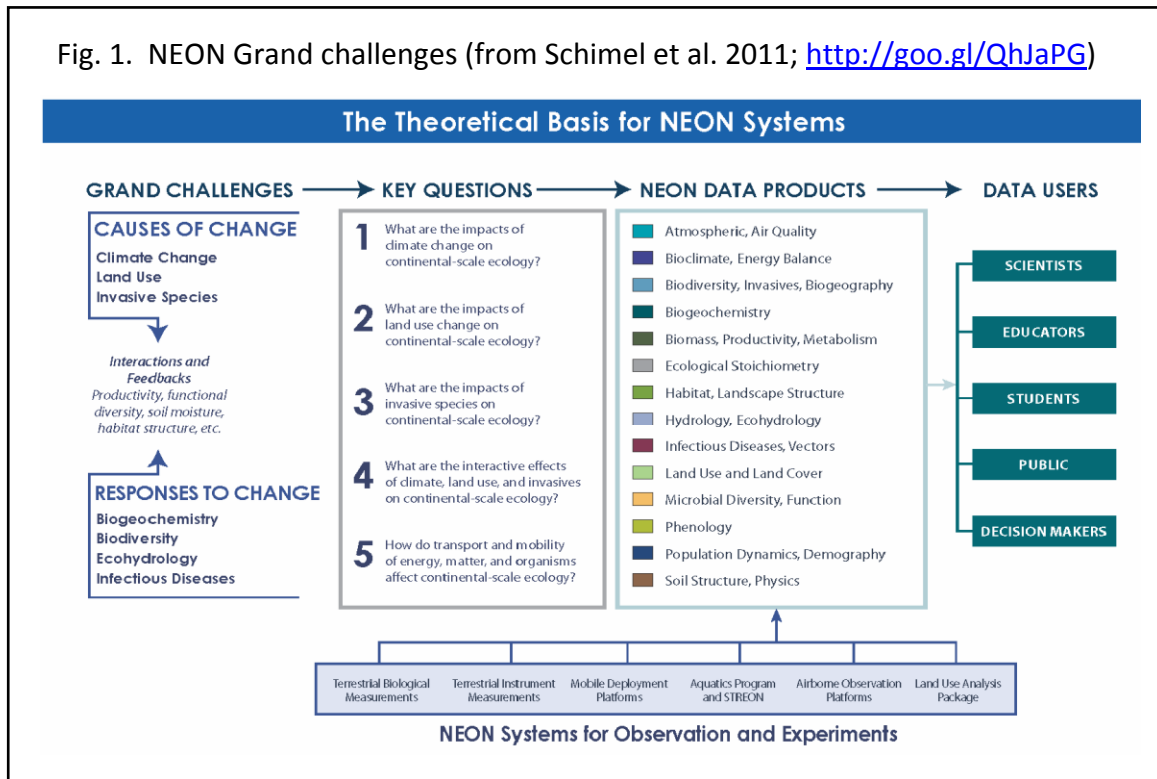 Fig. 1.  NEON Grand challenges (from Schimel et al. 2011; http://goo.gl/QhJaPG)
The Theoretical Basis for NEON Systems
GRAND CHALLENGES
KEY QUESTIONS
NEON DATA PRODUCTS
DATA USERS
CAUSES OF CHANGE
Climate Change
Land Use
Invasive Species
Interactions and
Feedbacks
Productivity, functional
diversity, soil moisture,
habitat structure, etc.
RESPONSES TO CHANGE
Biogeochemistry
Biodiversity
Ecohydrology
Infectious Diseases
1
What are the impacts of
climate change on
continental-scale ecology?
2
What are the impacts of
land use change on
continental-scale ecology?
3
What are the impacts of
invasive species on
continental-scale ecology?
4
What are the interactive effects
of climate, land use, and invasives
on continental-scale ecology?
5
How do transport and mobility
of energy, matter, and organisms
affect continental-scale ecology?
Atmospheric, Air Quality
Bioclimate, Energy Balance
Biodiversity, Invasives, Biogeography
Biogeochemistry
Biomass, Productivity, Metabolism
Ecological Stoichiometry
Habitat, Landscape Structure
Hydrology, Ecohydrology
Infectious Diseases, Vectors
Land Use and Land Cover
Microbial Diversity, Function
Phenology
Population Dynamics, Demography
Soil Structure, Physics
SCIENTISTS
EDUCATORS
STUDENTS
PUBLIC
DECISION MAKERS
Terrestrial Biological
Measurements
Terrestrial Instrument
Measurements
Mobile Deployment
Platforms
Aquatics Program
and STREON
Airborne Observation
Platforms
Land Use Analysis
Package
NEON Systems for Observation and Experiments